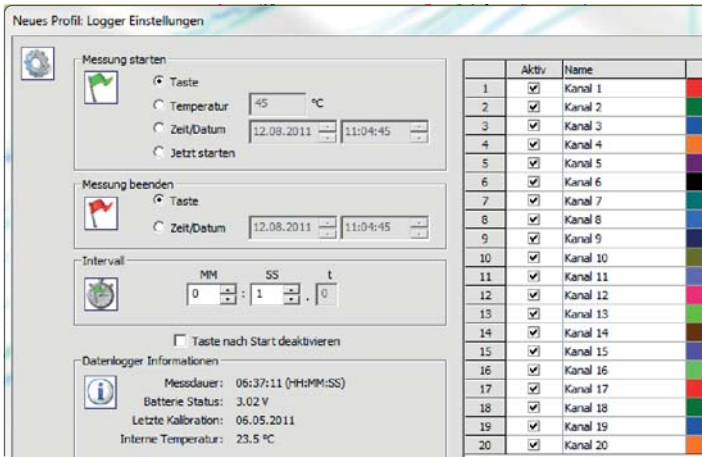 Neues Profil: Logger Einstellungen
Messung starten
Taste
Temperatur 45 °C
Zeit/Datum 12.08.2011 11:04:45
Jetzt starten
Messung beenden
Taste
Zeit/Datum 12.08.2011 11:04:45
Intervall
MM SS t
0 : 1 . 0
Taste nach Start deaktivieren
Datenlogger Informationen
Messdauer: 06:37:11 (HH:MM:SS)
Batterie Status: 3.02 V
Letzte Kalibration: 06.05.2011
Interne Temperatur: 23.5 °C
Aktiv Name
1 Kanal 1
2 Kanal 2
3 Kanal 3
4 Kanal 4
5 Kanal 5
6 Kanal 6
7 Kanal 7
8 Kanal 8
9 Kanal 9
10 Kanal 10
11 Kanal 11
12 Kanal 12
13 Kanal 13
14 Kanal 14
15 Kanal 15
16 Kanal 16
17 Kanal 17
18 Kanal 18
19 Kanal 19
20 Kanal 20